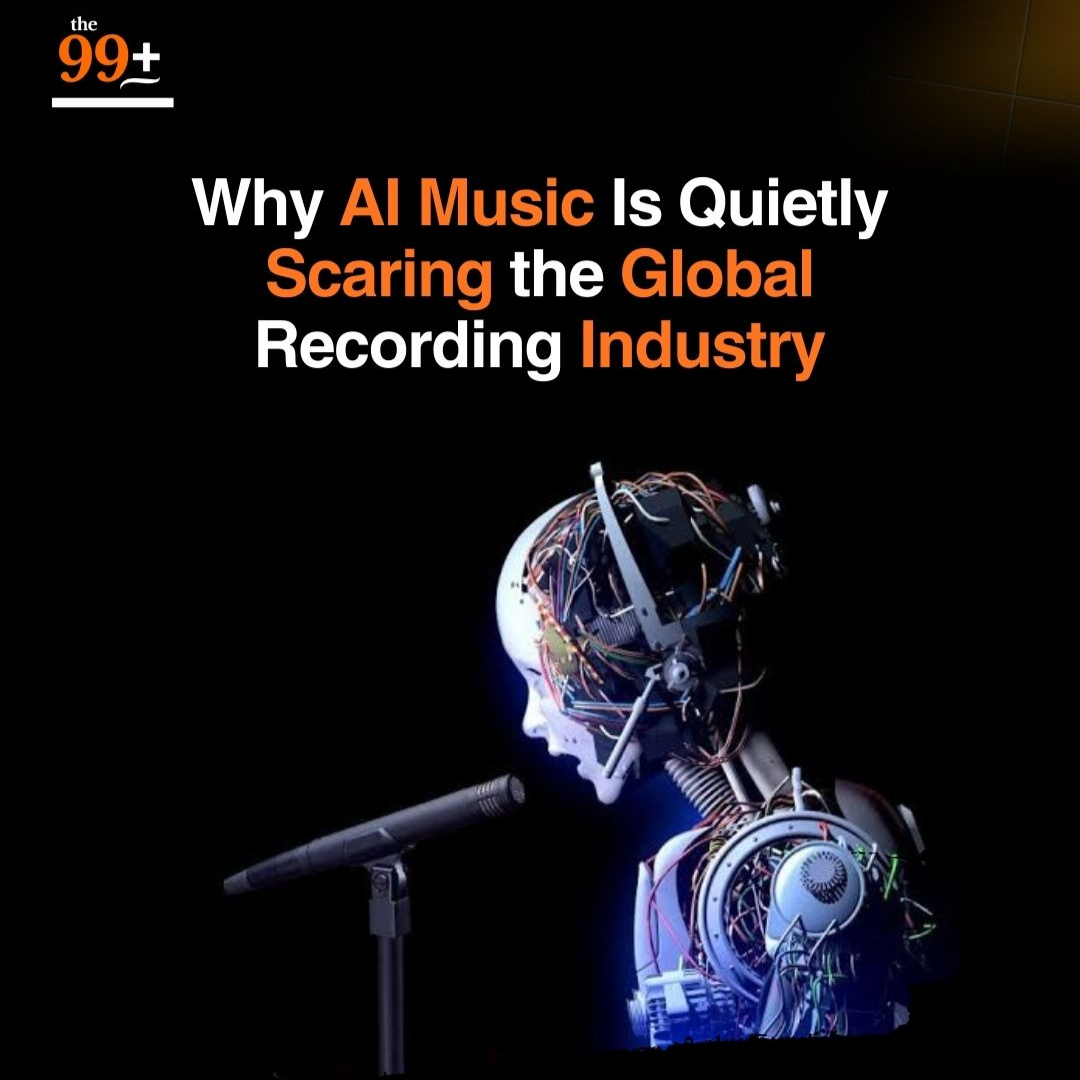 the
99+
Why AI Music Is Quietly
Scaring the Global
Recording Industry